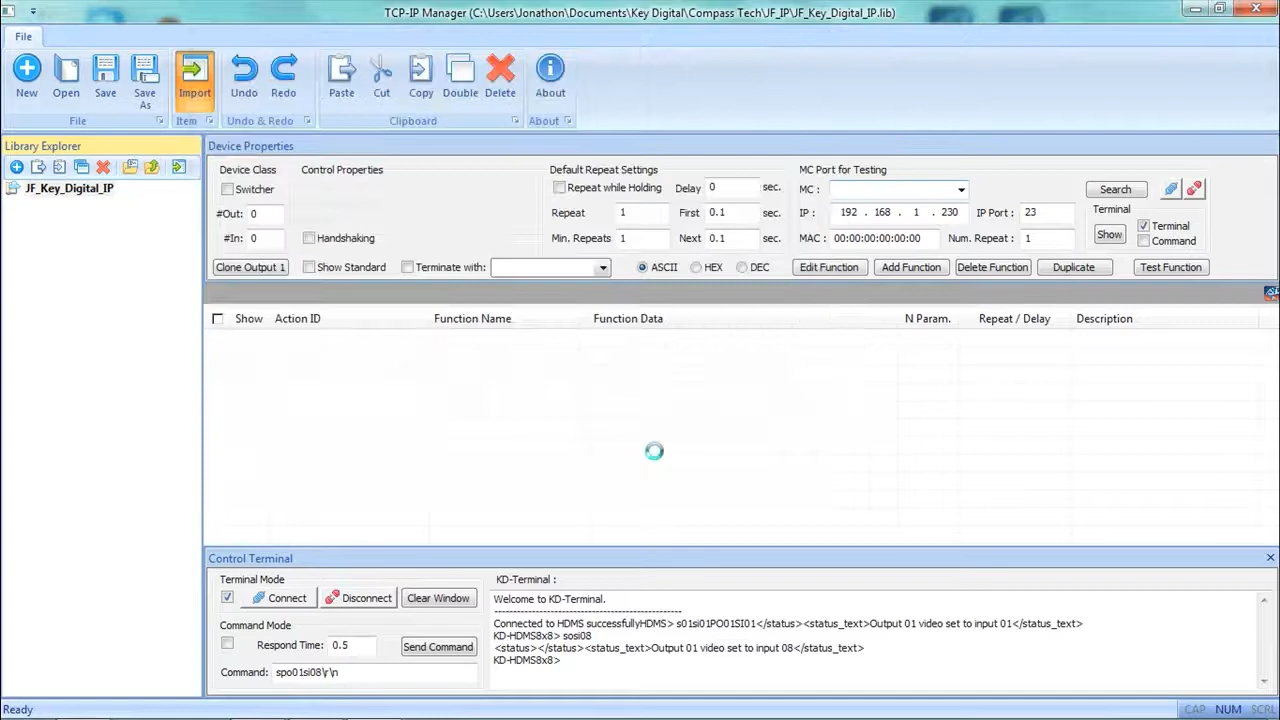 TCP-IP Manager (C:\Users\Jonathon\Documents\Key Digital\Compass Tech\JF_IP\JF_Key_Digital_IP.lib)
File
New Open Save Save As Import Undo Redo Paste Cut Copy Double Delete About
File Item Undo & Redo Clipboard About
Library Explorer
JF_Key_Digital_IP
Device Properties
Device Class Control Properties Default Repeat Settings MC Port for Testing
Switcher Repeat while Holding Delay 0 sec. MC : Search
#Out: 0 Repeat 1 First 0.1 sec. IP : 192 . 168 . 1 . 230 IP Port : 23 Terminal
Show Terminal
#In: 0 Handshaking Min. Repeats 1 Next 0.1 sec. MAC : 00:00:00:00:00:00 Num. Repeat : 1 Command
Clone Output 1 Show Standard Terminate with: ASCII HEX DEC Edit Function Add Function Delete Function Duplicate Test Function
Show Action ID Function Name Function Data N Param. Repeat / Delay Description
Control Terminal
Terminal Mode
Connect Disconnect Clear Window
Command Mode
Respond Time: 0.5 Send Command
Command: spo01si08\r\n
KD-Terminal :
Welcome to KD-Terminal.
--------------------------------------------------
Connected to HDMS successfullyHDMS> s01si01PO01SI01</status><status_text>Output 01 video set to input 01</status_text>
KD-HDMS8x8> sosi08
<status></status><status_text>Output 01 video set to input 08</status_text>
KD-HDMS8x8>
Ready CAP NUM SCRL